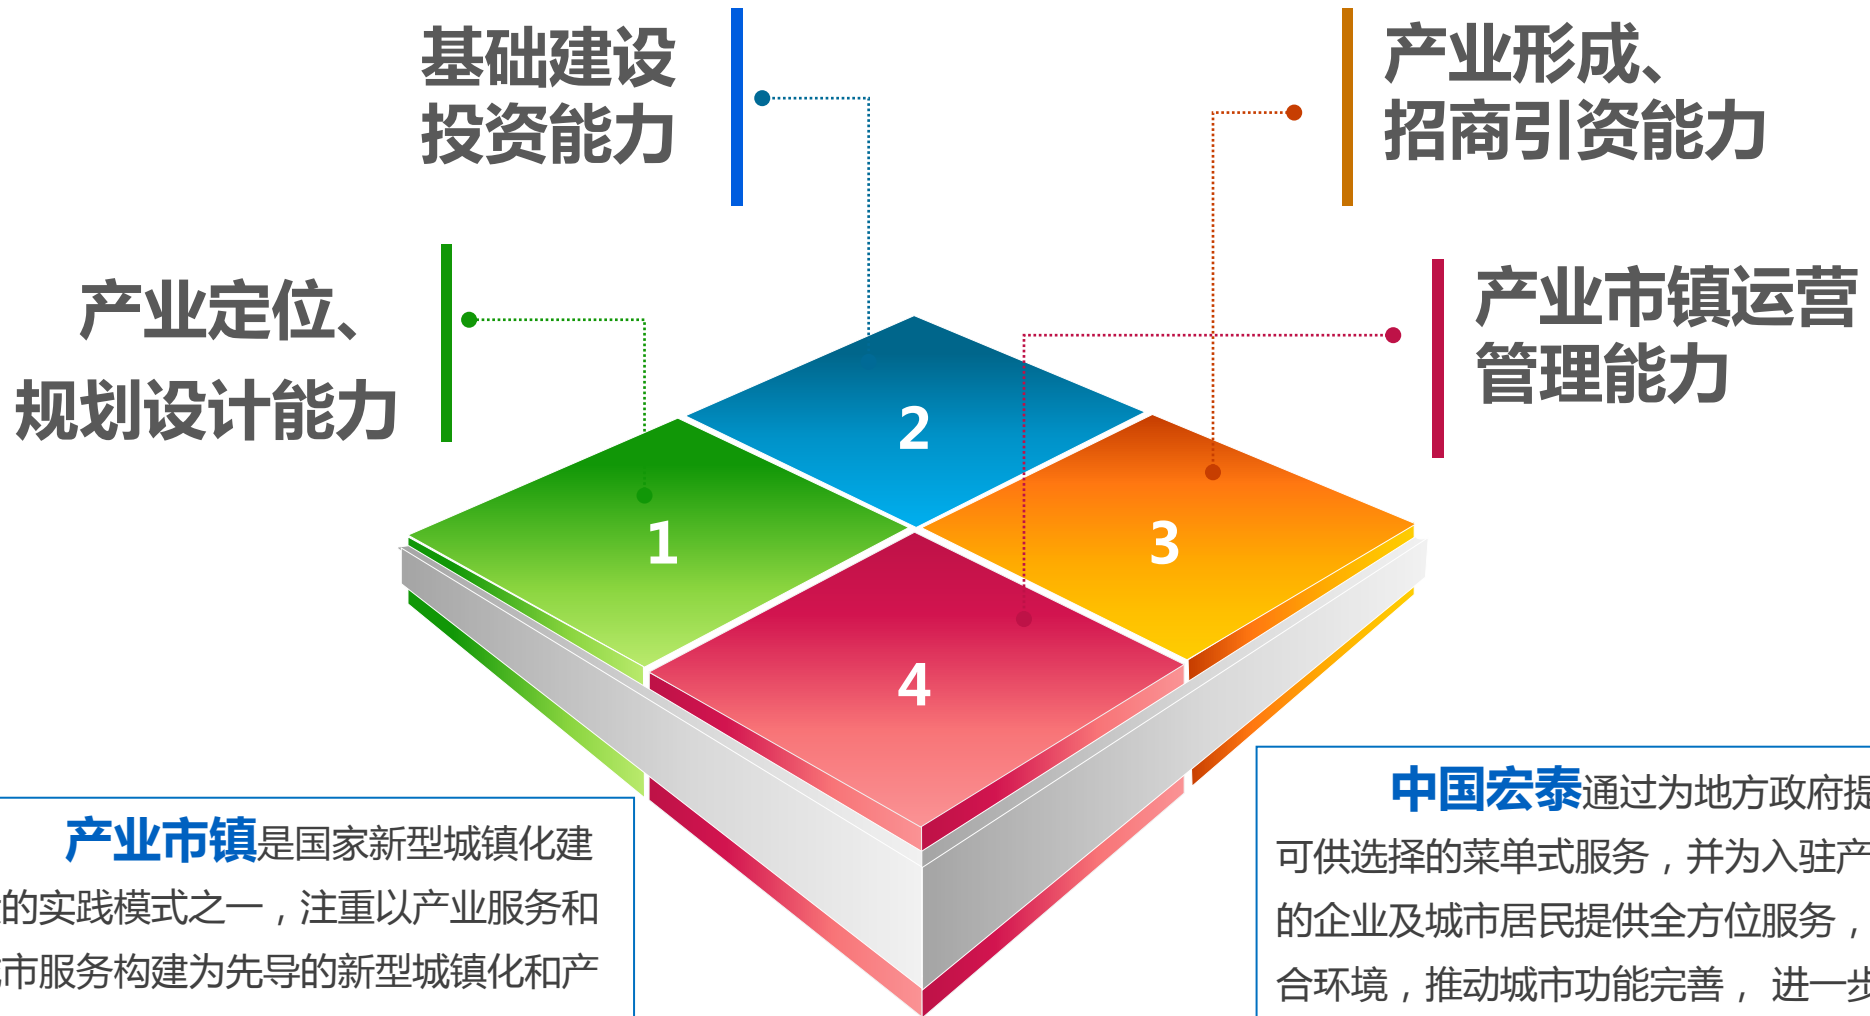 基础建设
投资能力
产业形成、
招商引资能力
产业定位、
规划设计能力
产业市镇运营
管理能力
2
1
3
4
产业市镇是国家新型城镇化建
的实践模式之一，注重以产业服务和
市服务构建为先导的新型城镇化和产
中国宏泰通过为地方政府提
可供选择的菜单式服务，并为入驻产
的企业及城市居民提供全方位服务，
合环境，推动城市功能完善， 进一步